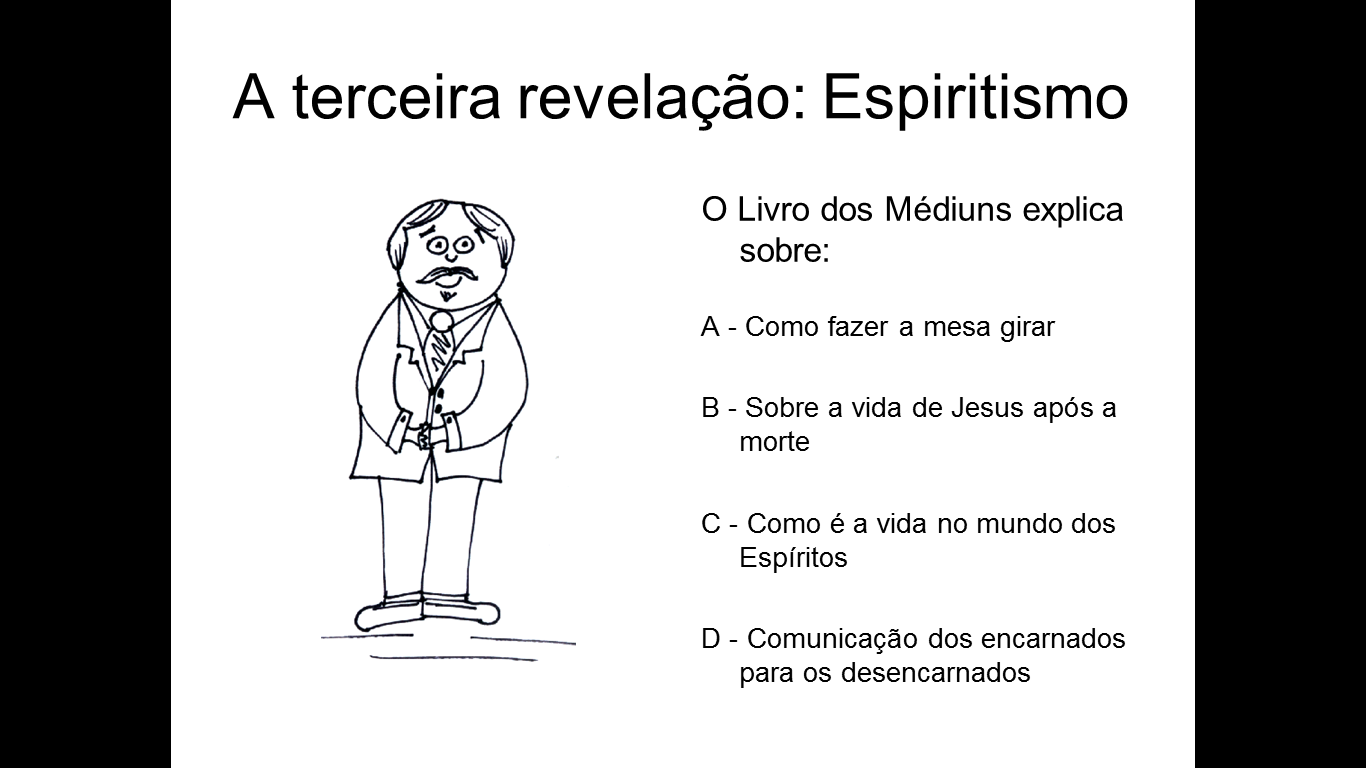 A terceira revelação: Espiritismo
O Livro dos Médiuns explica
sobre:
A - Como fazer a mesa girar
B - Sobre a vida de Jesus após a
morte
C - Como é a vida no mundo dos
Espíritos
D - Comunicação dos encarnados
para os desencarnados